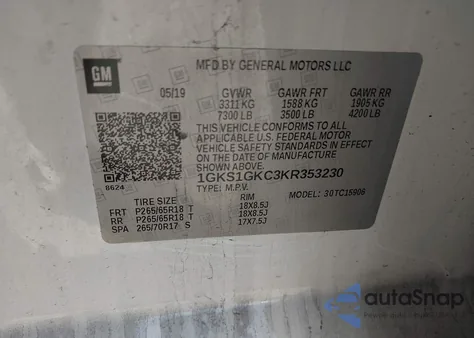 GM
MFD BY GENERAL MOTORS LLC
05/19 GVWR GAWR FRT GAWR RR
3311 KG 1588 KG 1905 KG
7300 LB 3500 LB 4200 LB
THIS VEHICLE CONFORMS TO ALL
APPLICABLE U.S. FEDERAL MOTOR
VEHICLE SAFETY STANDARDS IN EFFECT
ON THE DATE OF MANUFACTURE
SHOWN ABOVE.
1GKS1GKC3KR353230
8624 TYPE: M.P.V. MODEL: 30TC15906
TIRE SIZE RIM
FRT P265/65R18 T 18X8.5J
RR P265/65R18 T 18X8.5J
SPA 265/70R17 S 17X7.5J
autoSnap